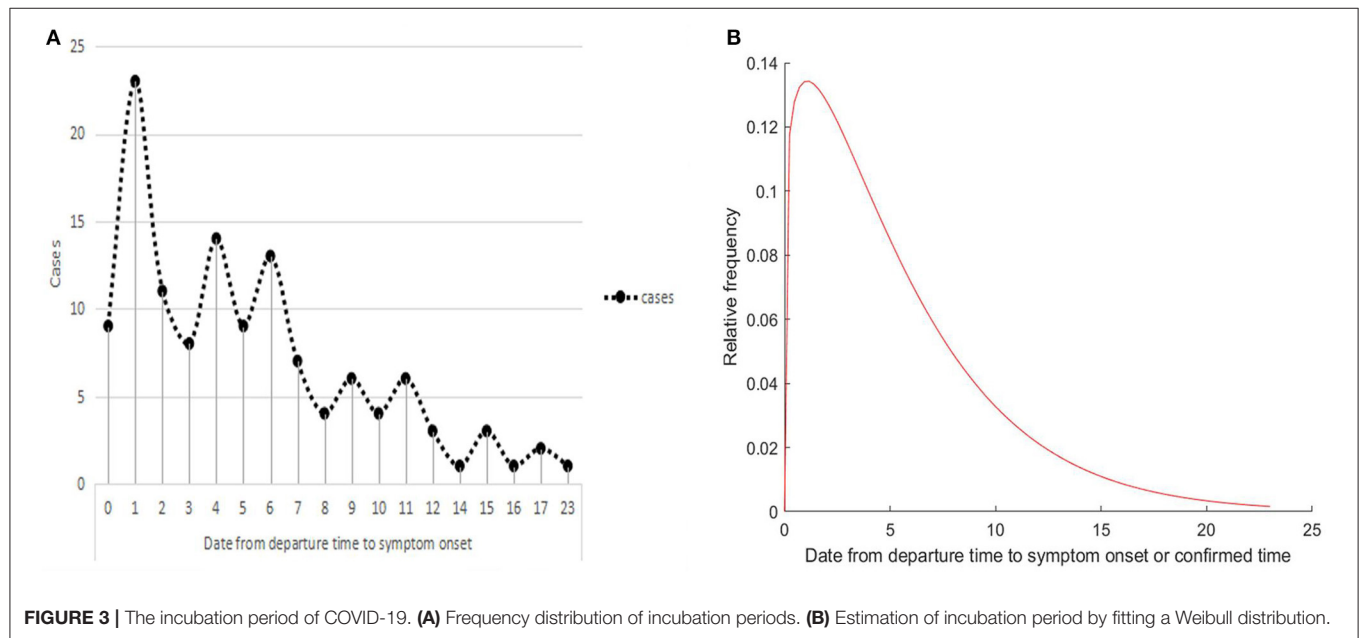 A
25
20
15
10
5
0
Cases
0 1 2 3 4 5 6 7 8 9 10 11 12 14 15 16 17 23
Date from departure time to symptom onset
cases
B
0.14
0.12
0.1
0.08
0.06
0.04
0.02
0
Relative frequency
0 5 10 15 20 25
Date from departure time to symptom onset or confirmed time
FIGURE 3 | The incubation period of COVID-19. (A) Frequency distribution of incubation periods. (B) Estimation of incubation period by fitting a Weibull distribution.